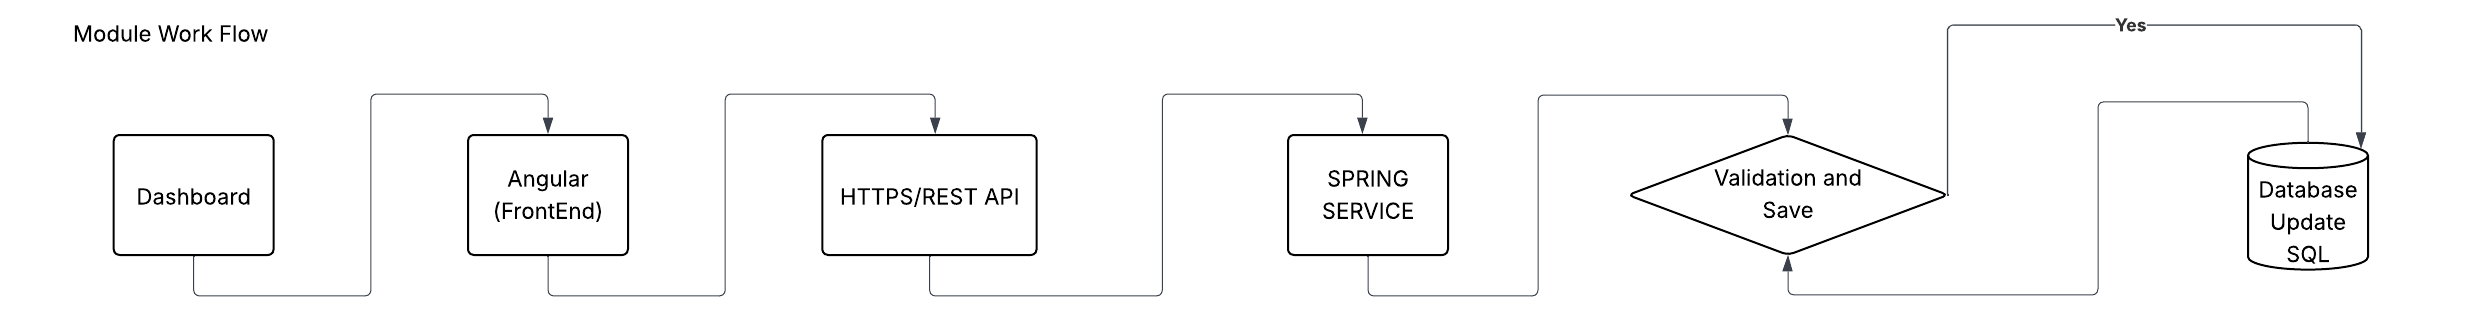 Module Work Flow
Yes
Dashboard
Angular
(FrontEnd)
HTTPS/REST API
SPRING
SERVICE
Validation and
Save
Database
Update
SQL